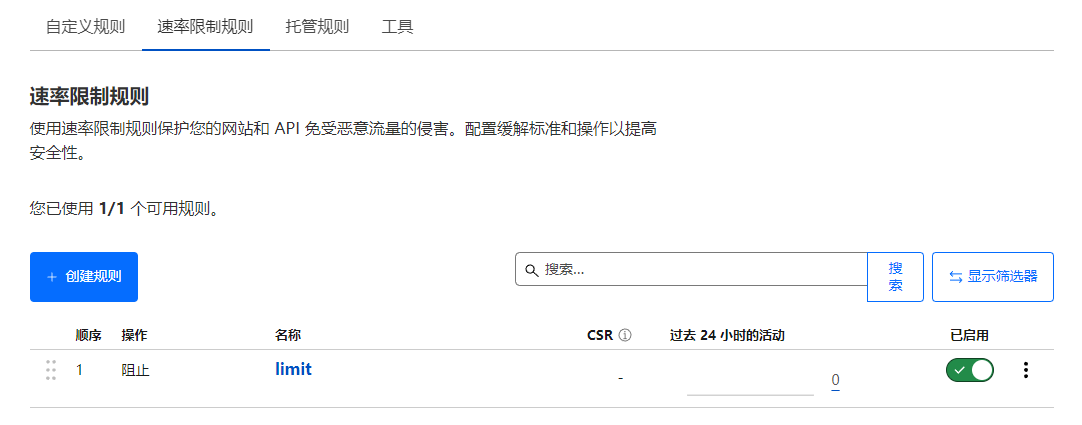 自定义规则 速率限制规则 托管规则 工具
速率限制规则
使用速率限制规则保护您的网站和 API 免受恶意流量的侵害。配置缓解标准和操作以提高
安全性。
您已使用 1/1 个可用规则。
+ 创建规则 搜索... 搜索 显示筛选器
顺序 操作 名称 CSR 过去 24 小时的活动 已启用
1 阻止 limit - 0